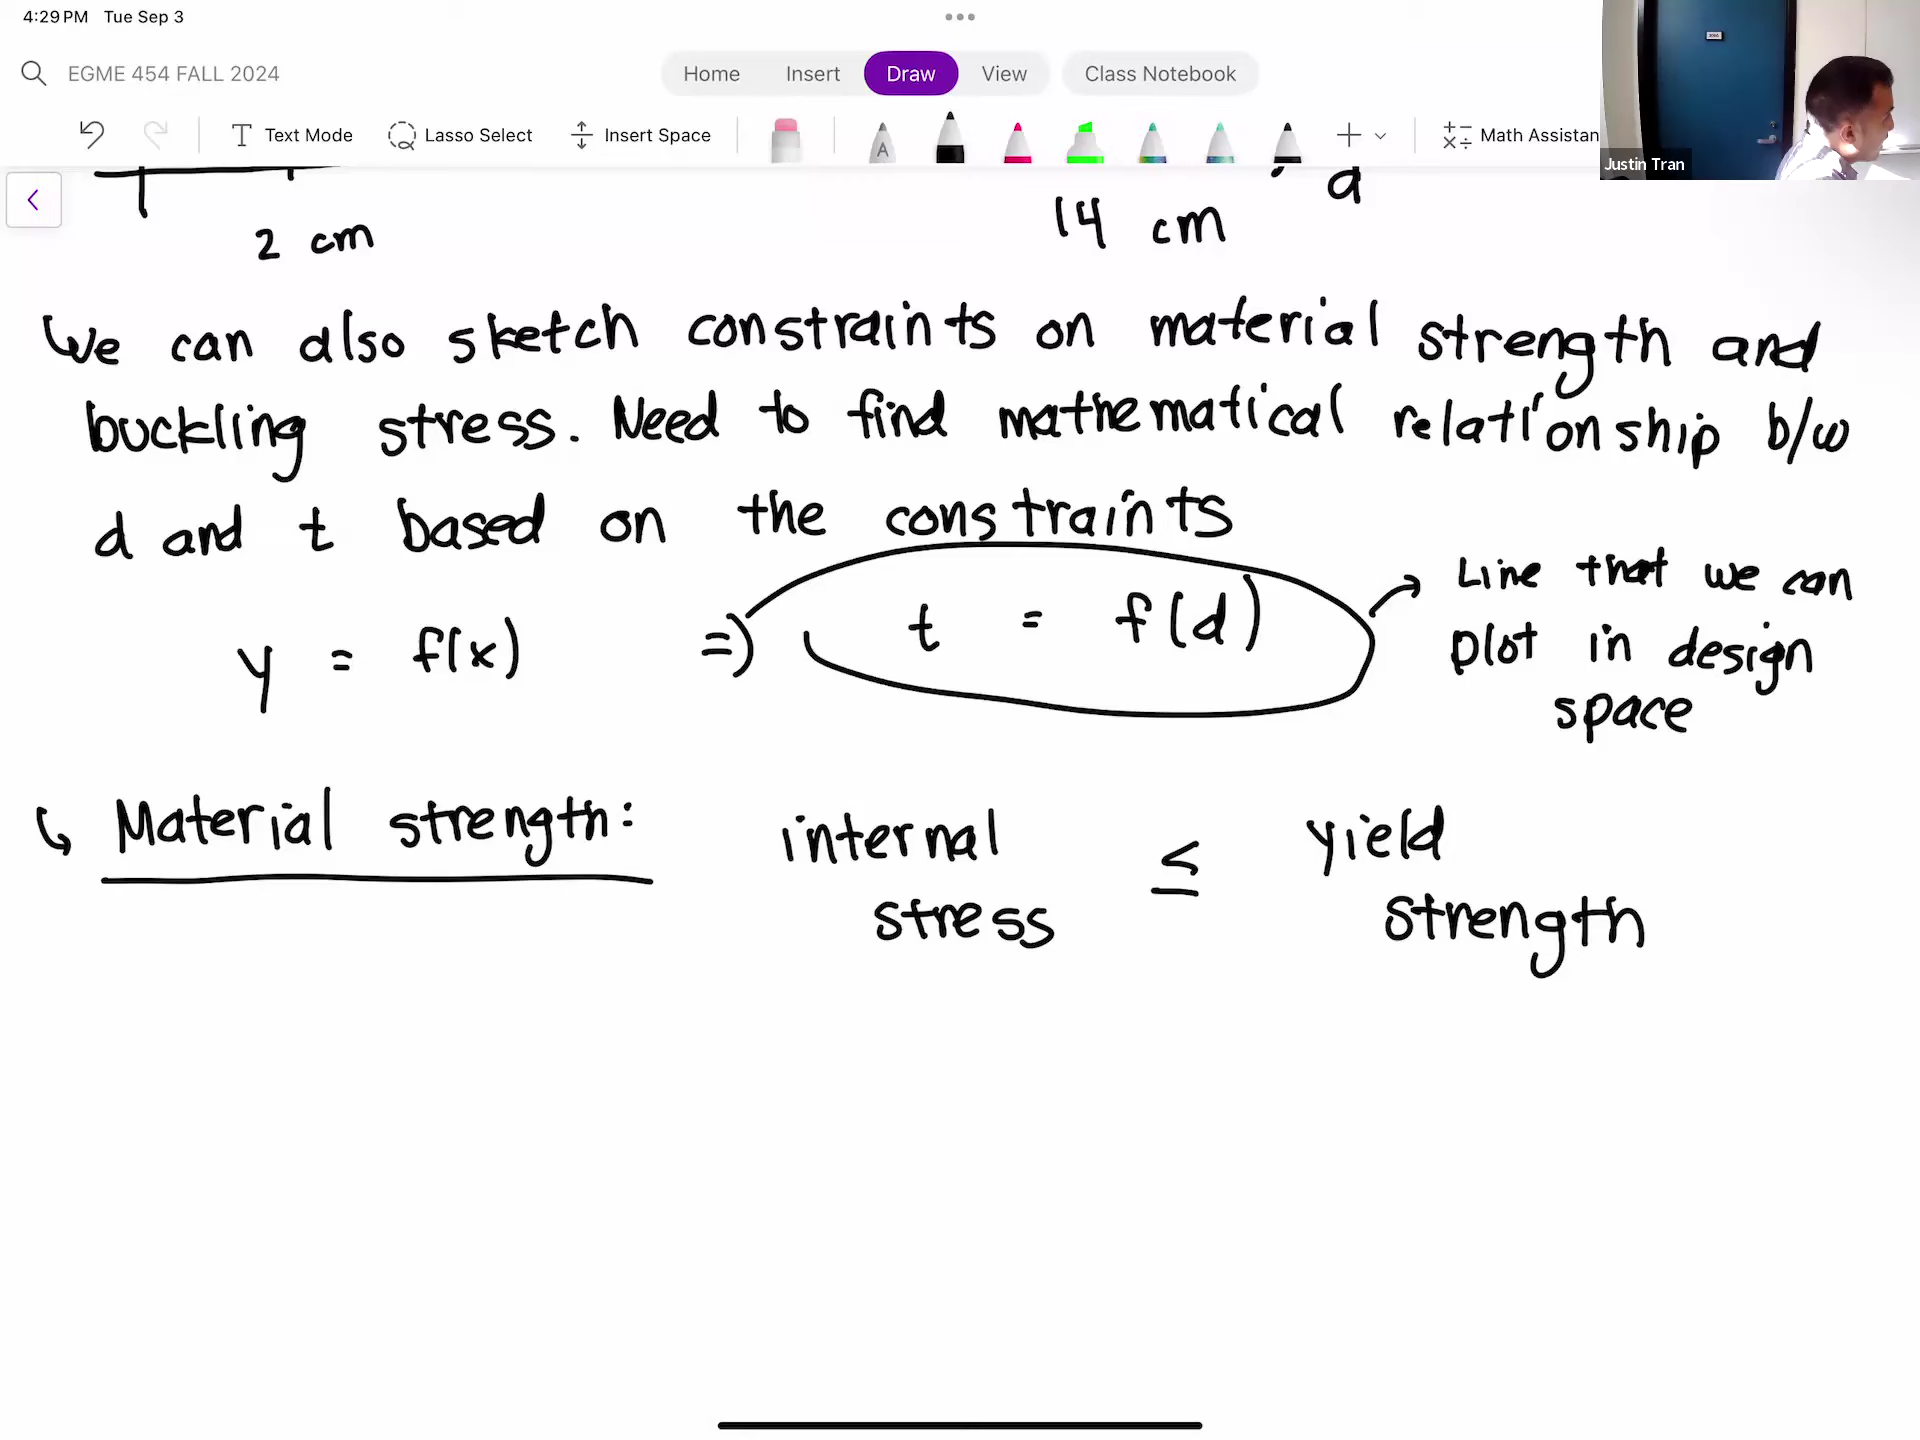 4:29 PM Tue Sep 3
EGME 454 FALL 2024
Home Insert Draw View Class Notebook
Text Mode Lasso Select Insert Space A Math Assistan
Justin Tran
2 cm 14 cm d
We can also sketch constraints on material strength and
buckling stress. Need to find mathematical relationship b/w
d and t based on the constraints
y = f(x) => t = f(d) Line that we can
plot in design
space
Material strength: internal ≤ yield
stress strength